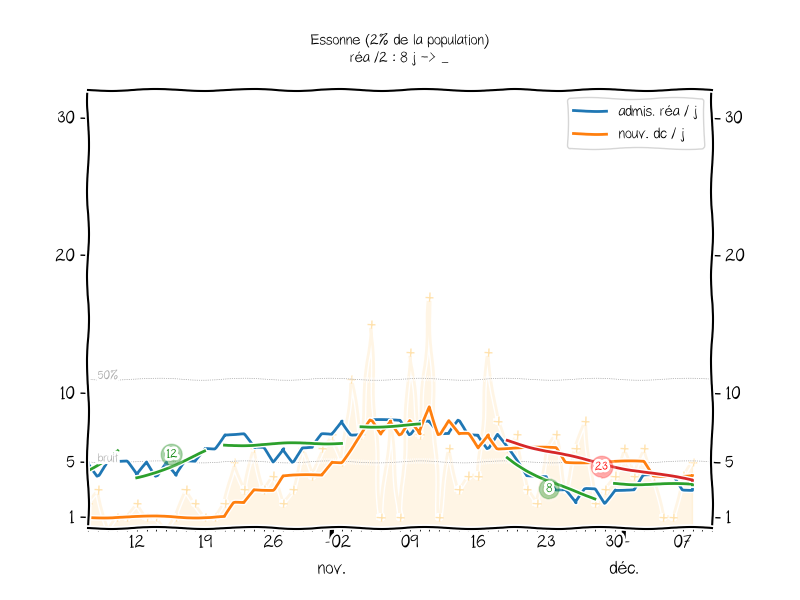 Essonne (2% de la population)
réa /2 : 8 j -> _
admis. réa / j
nouv. dc / j
30
30
20
20
50%
10
10
12
bruit
5
5
23
8
1
1
12 19 26 02 09 16 23 30 07
nov. déc.